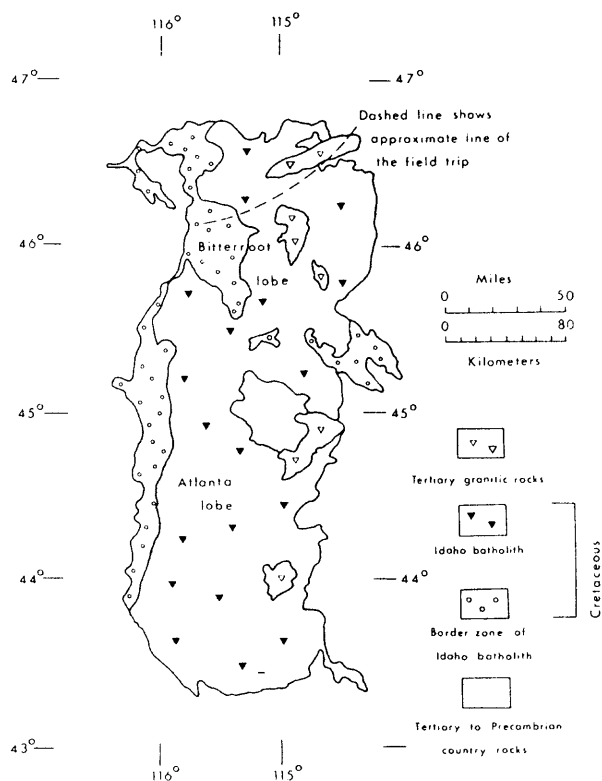 116° 115°
47° 47°
Dashed line shows
approximate line of
the field trip
46° 46°
Bitterroot
lobe
Miles
0 50
0 80
Kilometers
45° 45°
Tertiary granitic rocks
Atlanta
lobe
Idaho batholith
Cretaceous
44° 44°
Border zone of
Idaho batholith
Tertiary to Precambrian
country rocks
43°
116° 115°